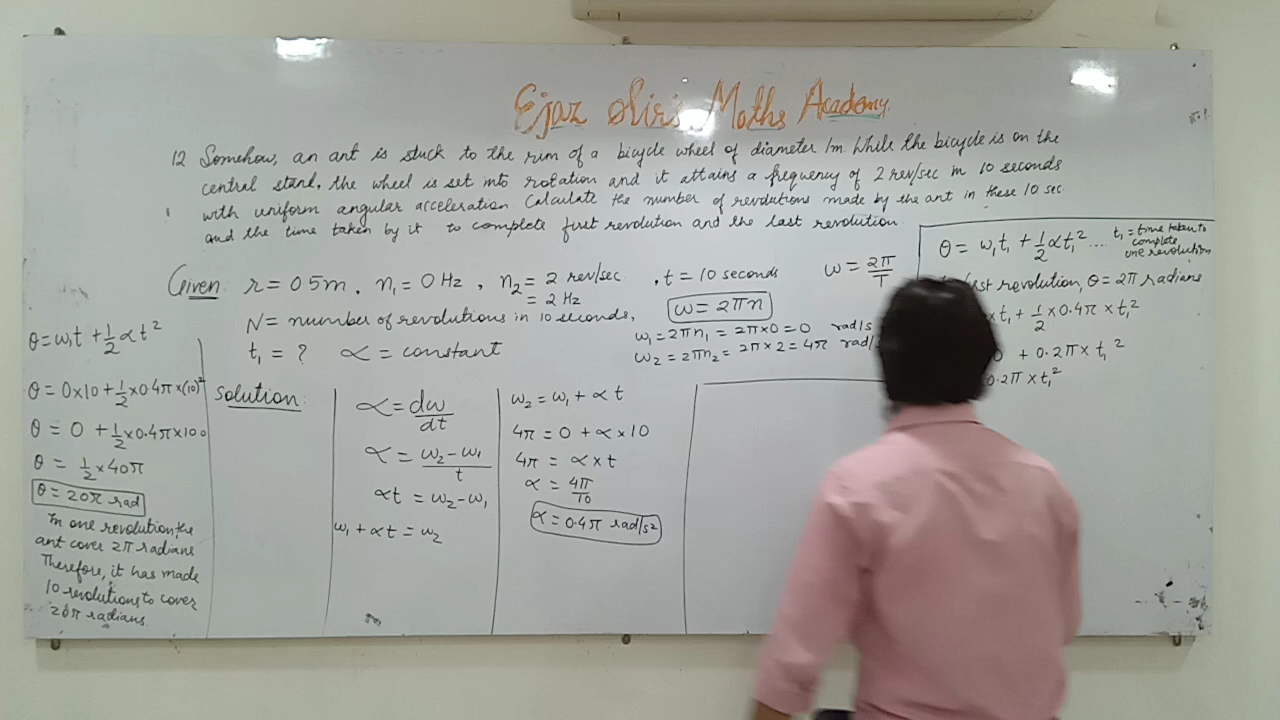 Ejaz Sir's Maths Academy
12 Somehow, an ant is stuck to the rim of a bicycle wheel of diameter 1m. While the bicycle is on the
central stand, the wheel is set into rotation and it attains a frequency of 2 rev/sec in 10 seconds
with uniform angular acceleration. Calculate the number of revolutions made by the ant in these 10 sec.
and the time taken by it to complete first revolution and the last revolution.
Given: r = 0.5m, n₁ = 0 Hz, n₂ = 2 rev/sec, t = 10 seconds
= 2 Hz
N = number of revolutions in 10 seconds,
t₁ = ? α = constant
ω = 2πn
ω = 2π/T
ω₁ = 2πn₁ = 2π×0 = 0 rad/s
ω₂ = 2πn₂ = 2π×2 = 4π rad/
θ = ω₁t + 1/2 αt²
θ = 0×10 + 1/2 × 0.4π×(10)²
θ = 0 + 1/2 × 0.4π×100
θ = 1/2 × 40π
θ = 20π rad
In one revolution, the
ant cover 2π radians
Therefore, it has made
10 revolutions to cover
20π radians.
Solution:
α = dω/dt
α = ω₂ - ω₁/t
αt = ω₂ - ω₁
ω₁ + αt = ω₂
ω₂ = ω₁ + αt
4π = 0 + α×10
4π = α×t
α = 4π/10
α = 0.4π rad/s²
θ = ω₁t₁ + 1/2 αt₁² .... t₁ = time taken to
complete
one revolution
revolution, θ = 2π radians
×t₁ + 1/2 × 0.4π × t₁²
0 + 0.2π × t₁²
0.2π × t₁²